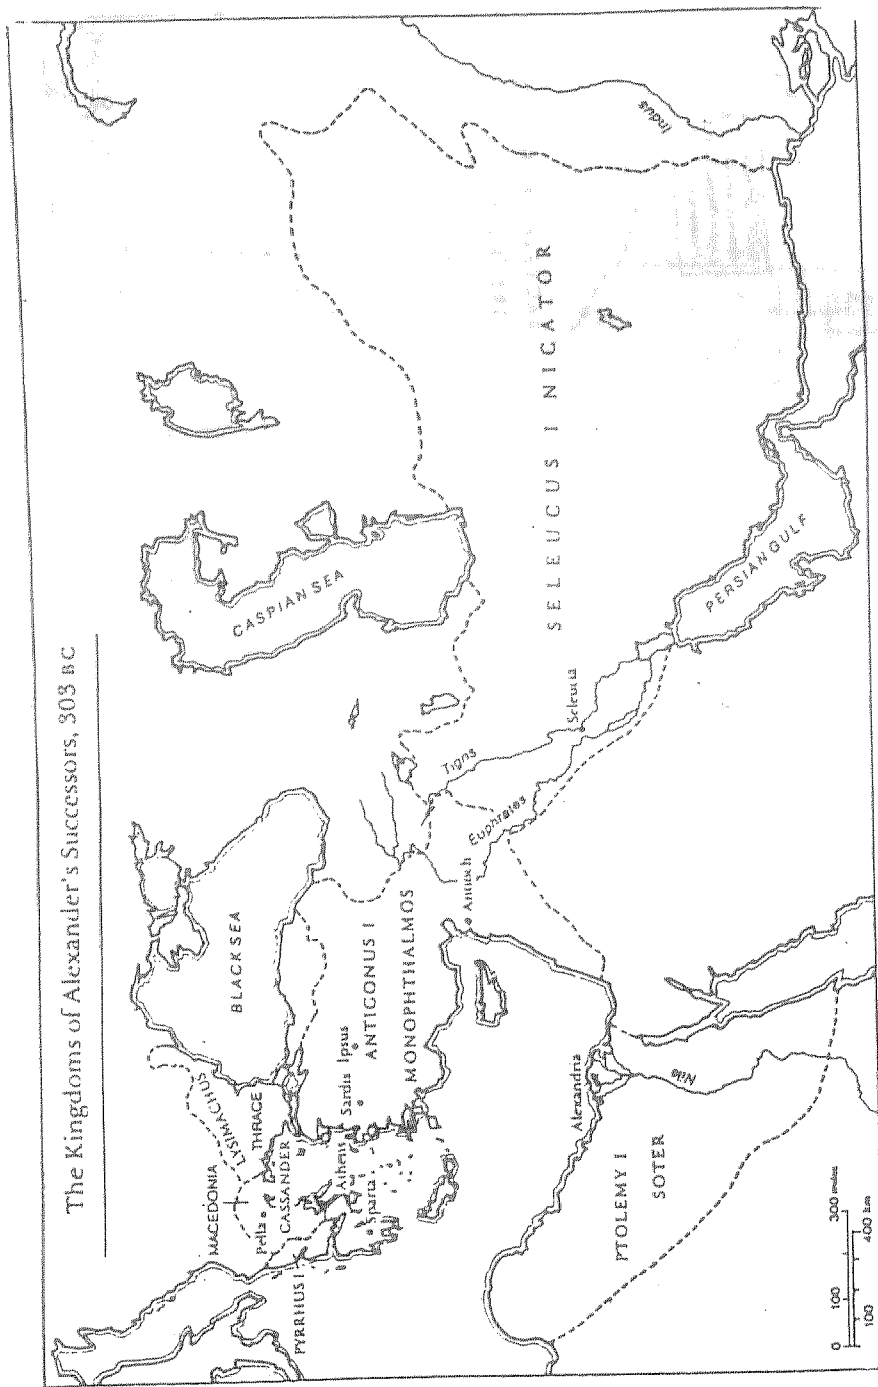 The Kingdoms of Alexander's Successors, 303 BC
MACEDONIA
LYSIMACHUS
THRACE
Pella
CASSANDER
PYRRHUS I
Athens
Sparta
Sardis
Ipsus
BLACK SEA
ANTIGONUS I
MONOPHTHALMOS
Antioch
CASPIAN SEA
Tigris
Euphrates
Seleucia
SELEUCUS I NICATOR
Indus
PERSIAN GULF
Alexandria
Nile
PTOLEMY I
SOTER
0 100 300 miles
100 400 km